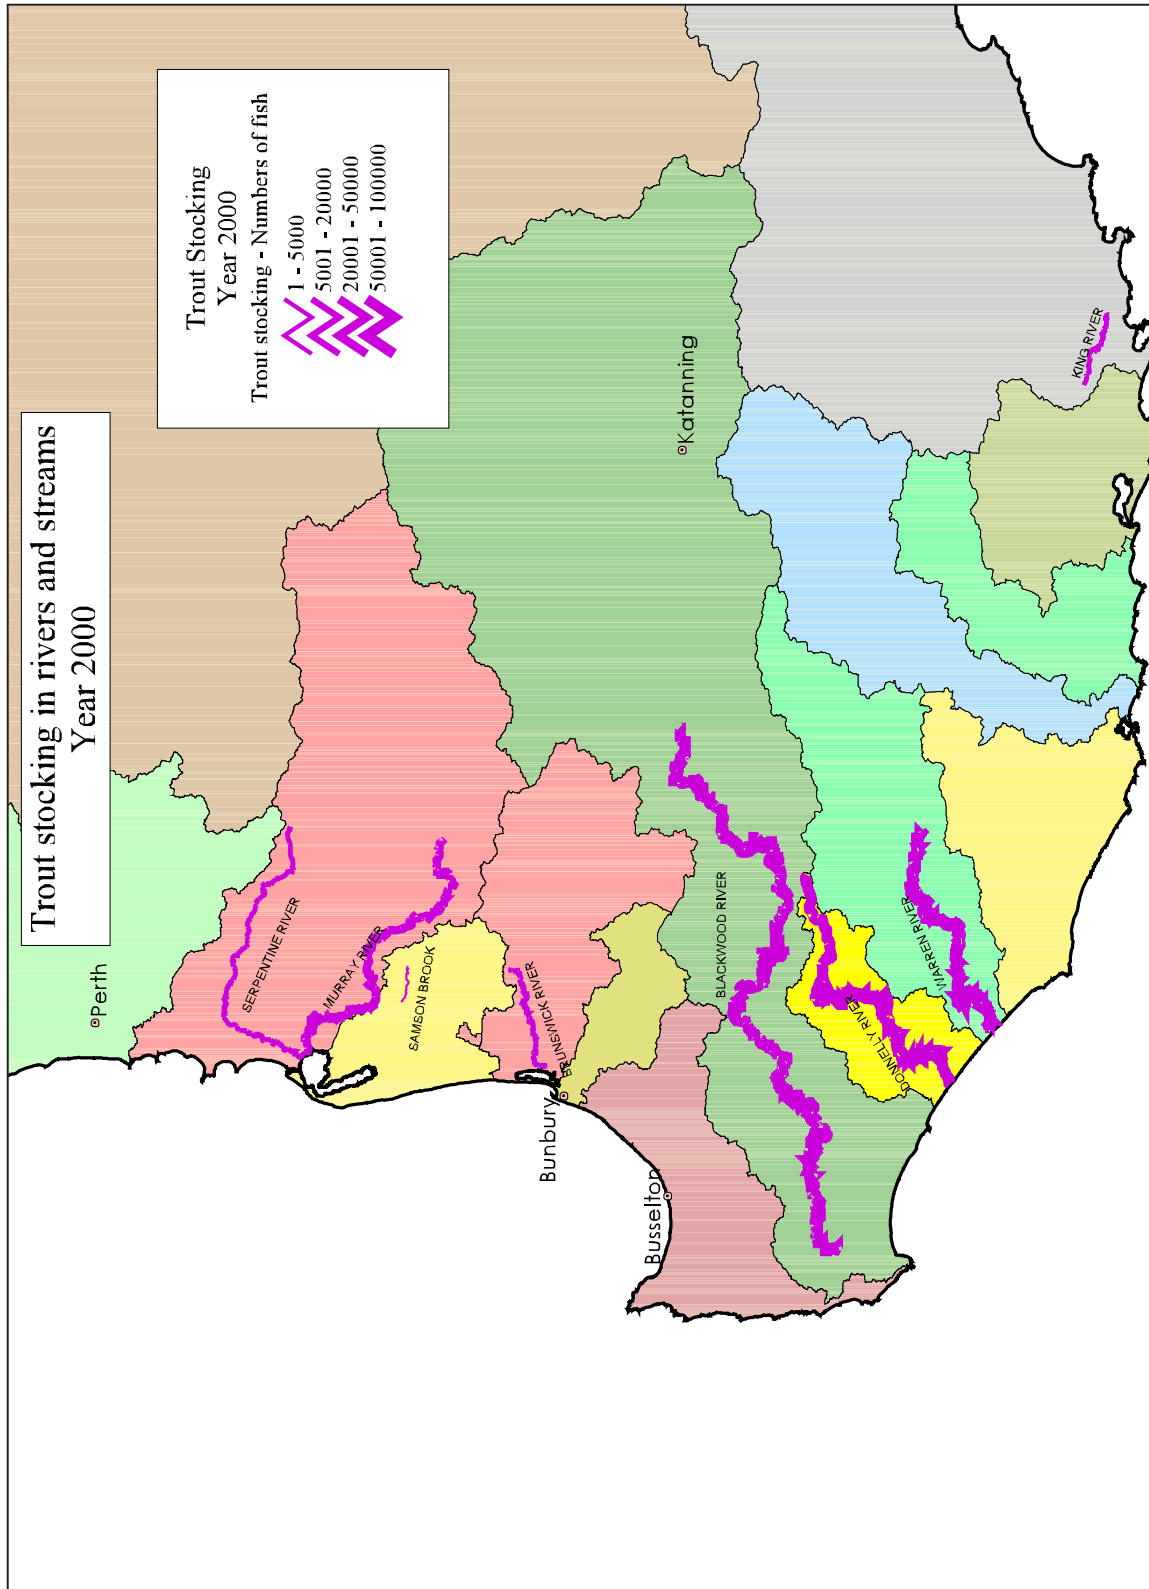 Trout stocking in rivers and streams
Year 2000
Trout Stocking
Year 2000
Trout stocking - Numbers of fish
1 - 5000
5001 - 20000
20001 - 50000
50001 - 100000
Perth
SERPENTINE RIVER
MURRAY RIVER
SAMSON BROOK
BRUNSWICK RIVER
Bunbury
Busselton
BLACKWOOD RIVER
Katanning
DONNELLY RIVER
WARREN RIVER
KING RIVER